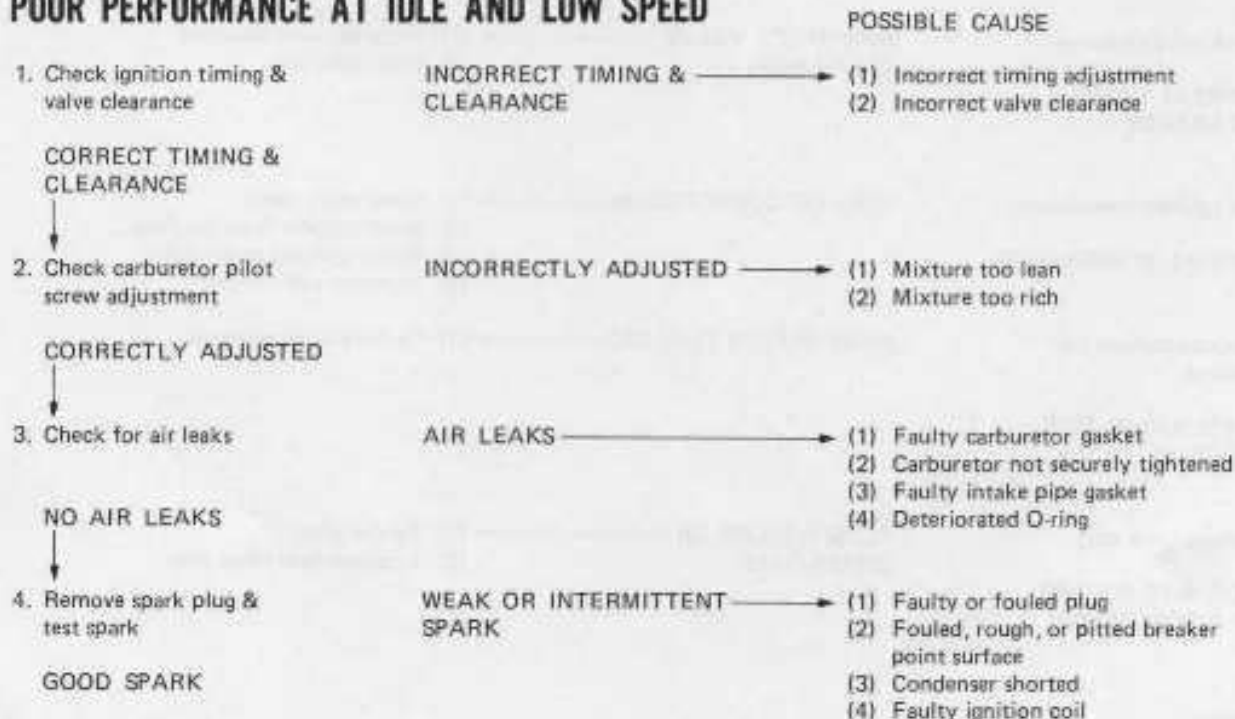 POOR PERFORMANCE AT IDLE AND LOW SPEED
POSSIBLE CAUSE
1. Check ignition timing & valve clearance
INCORRECT TIMING & CLEARANCE
(1) Incorrect timing adjustment
(2) Incorrect valve clearance
CORRECT TIMING & CLEARANCE
2. Check carburetor pilot screw adjustment
INCORRECTLY ADJUSTED
(1) Mixture too lean
(2) Mixture too rich
CORRECTLY ADJUSTED
3. Check for air leaks
AIR LEAKS
(1) Faulty carburetor gasket
(2) Carburetor not securely tightened
(3) Faulty intake pipe gasket
(4) Deteriorated O-ring
NO AIR LEAKS
4. Remove spark plug & test spark
WEAK OR INTERMITTENT SPARK
(1) Faulty or fouled plug
(2) Fouled, rough, or pitted breaker point surface
(3) Condenser shorted
(4) Faulty ignition coil
GOOD SPARK